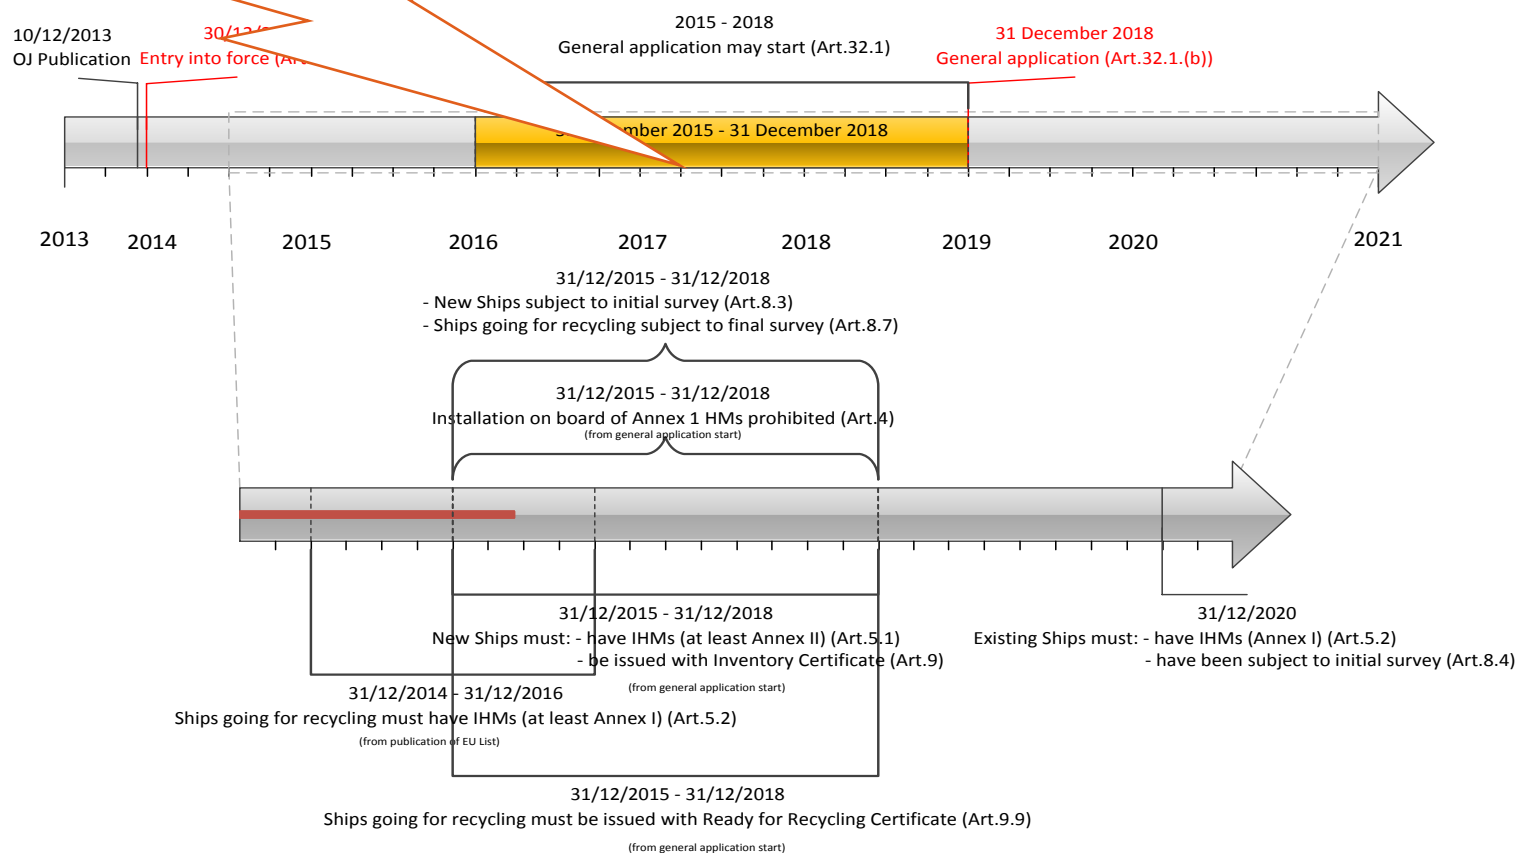 10/12/2013
OJ Publication
Entry into force
2015 - 2018
General application may start (Art.32.1)
31 December 2018
General application (Art.32.1.(b))
2015 - 31 December 2018
2013
2014
2015
2016
2017
2018
2019
2020
2021
31/12/2015 - 31/12/2018
- New Ships subject to initial survey (Art.8.3)
- Ships going for recycling subject to final survey (Art.8.7)
31/12/2015 - 31/12/2018
Installation on board of Annex 1 HMs prohibited (Art.4)
(from general application start)
31/12/2015 - 31/12/2018
New Ships must: - have IHMs (at least Annex II) (Art.5.1)
- be issued with Inventory Certificate (Art.9)
(from general application start)
31/12/2020
Existing Ships must: - have IHMs (Annex I) (Art.5.2)
- have been subject to initial survey (Art.8.4)
31/12/2014 - 31/12/2016
Ships going for recycling must have IHMs (at least Annex I) (Art.5.2)
(from publication of EU List)
31/12/2015 - 31/12/2018
Ships going for recycling must be issued with Ready for Recycling Certificate (Art.9.9)
(from general application start)